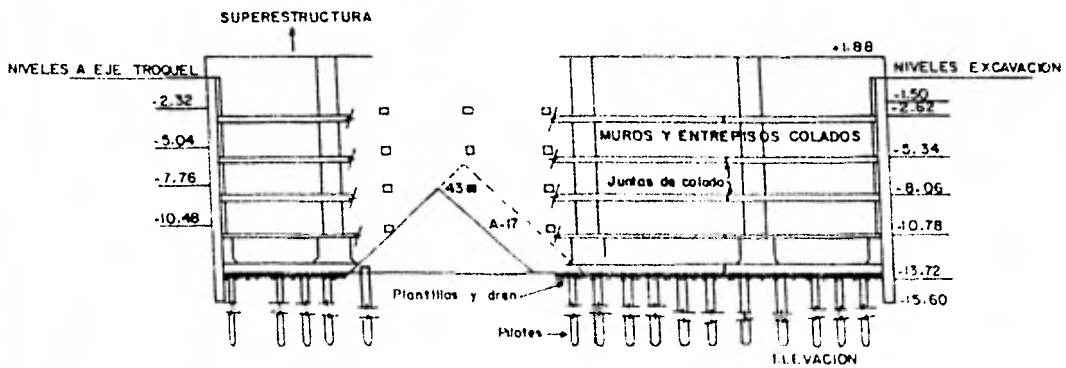 SUPERESTRUCTURA
+1.88
NIVELES A EJE TROQUEL
NIVELES EXCAVACION
-2.32
-1.50
-2.62
MUROS Y ENTREPISOS COLADOS
-5.04
-5.34
Juntas de colado
-7.76
-8.06
43
-10.48
A-17
-10.78
-13.72
Plantillas y dren
-15.60
Pilotes
ELEVACION